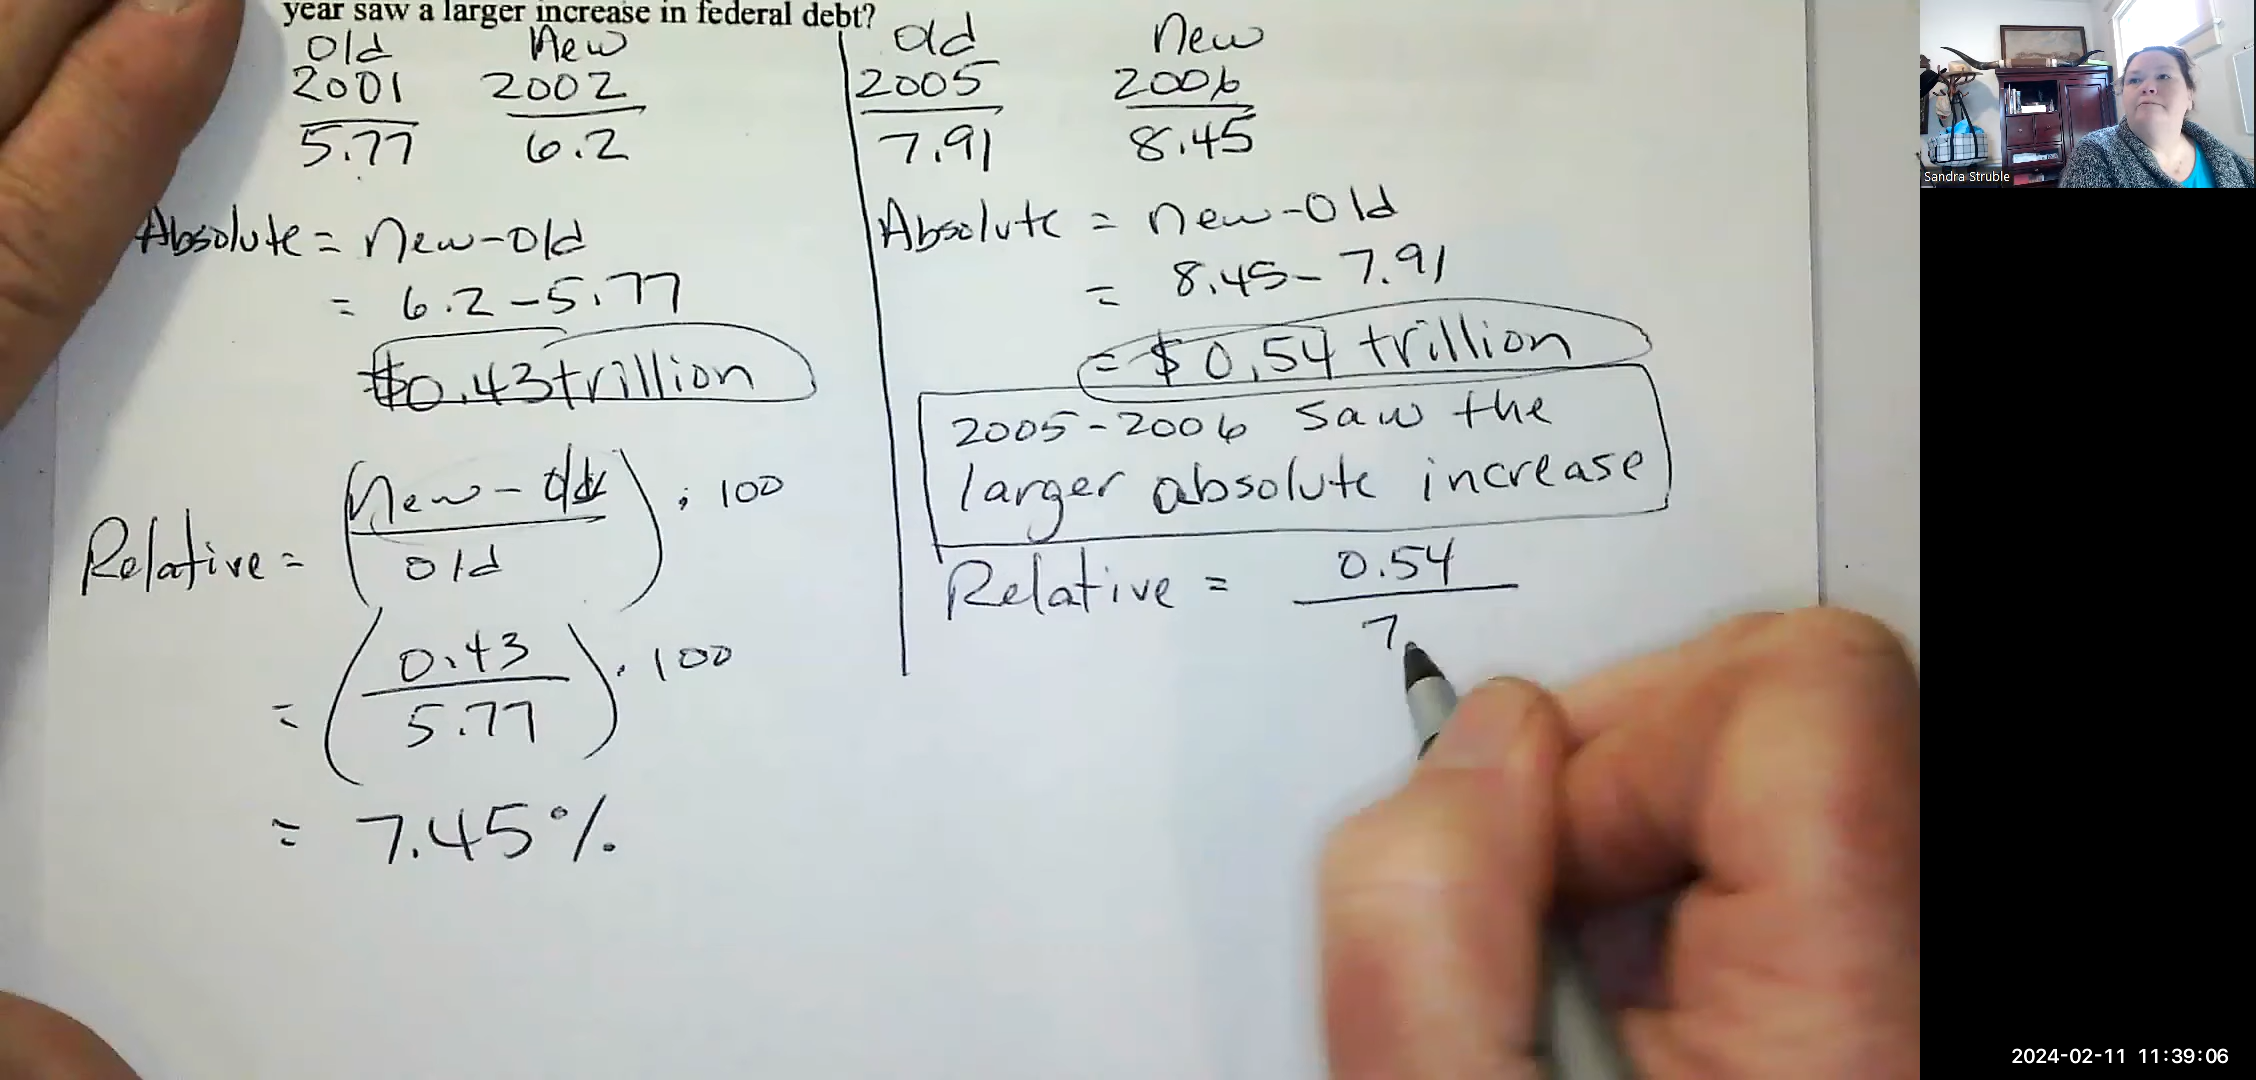 year saw a larger increase in federal debt?
Old New
2001 2002
5.77 6.2
Absolute = New-Old
= 6.2-5.77
$0.43 trillion
Relative = (New-Old / Old) · 100
= (0.43 / 5.77) · 100
= 7.45%
Old New
2005 2006
7.91 8.45
Absolute = New-Old
= 8.45-7.91
= $0.54 trillion
2005-2006 saw the
larger absolute increase
Relative = 0.54
7.
Sandra Struble
2024-02-11 11:39:06